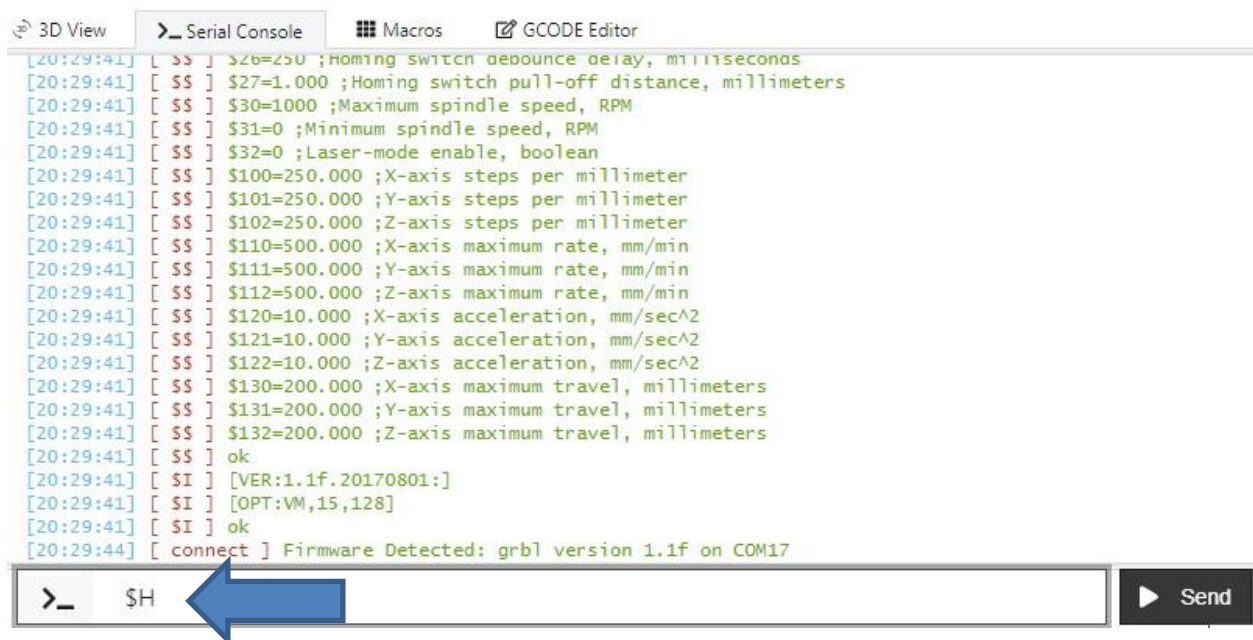 3D View >_ Serial Console Macros GCODE Editor
[20:29:41] [ $$ ] $26=250 ;Homing switch debounce delay, milliseconds
[20:29:41] [ $$ ] $27=1.000 ;Homing switch pull-off distance, millimeters
[20:29:41] [ $$ ] $30=1000 ;Maximum spindle speed, RPM
[20:29:41] [ $$ ] $31=0 ;Minimum spindle speed, RPM
[20:29:41] [ $$ ] $32=0 ;Laser-mode enable, boolean
[20:29:41] [ $$ ] $100=250.000 ;X-axis steps per millimeter
[20:29:41] [ $$ ] $101=250.000 ;Y-axis steps per millimeter
[20:29:41] [ $$ ] $102=250.000 ;Z-axis steps per millimeter
[20:29:41] [ $$ ] $110=500.000 ;X-axis maximum rate, mm/min
[20:29:41] [ $$ ] $111=500.000 ;Y-axis maximum rate, mm/min
[20:29:41] [ $$ ] $112=500.000 ;Z-axis maximum rate, mm/min
[20:29:41] [ $$ ] $120=10.000 ;X-axis acceleration, mm/sec^2
[20:29:41] [ $$ ] $121=10.000 ;Y-axis acceleration, mm/sec^2
[20:29:41] [ $$ ] $122=10.000 ;Z-axis acceleration, mm/sec^2
[20:29:41] [ $$ ] $130=200.000 ;X-axis maximum travel, millimeters
[20:29:41] [ $$ ] $131=200.000 ;Y-axis maximum travel, millimeters
[20:29:41] [ $$ ] $132=200.000 ;Z-axis maximum travel, millimeters
[20:29:41] [ $$ ] ok
[20:29:41] [ $I ] [VER:1.1f.20170801:]
[20:29:41] [ $I ] [OPT:VM,15,128]
[20:29:41] [ $I ] ok
[20:29:44] [ connect ] Firmware Detected: grbl version 1.1f on COM17
>_ $H Send